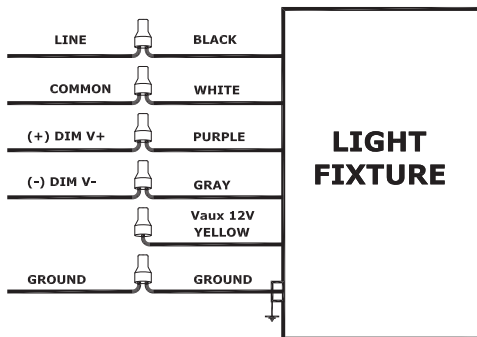 LINE BLACK
COMMON WHITE
(+) DIM V+ PURPLE
(-) DIM V- GRAY
Vaux 12V
YELLOW
GROUND GROUND
LIGHT
FIXTURE